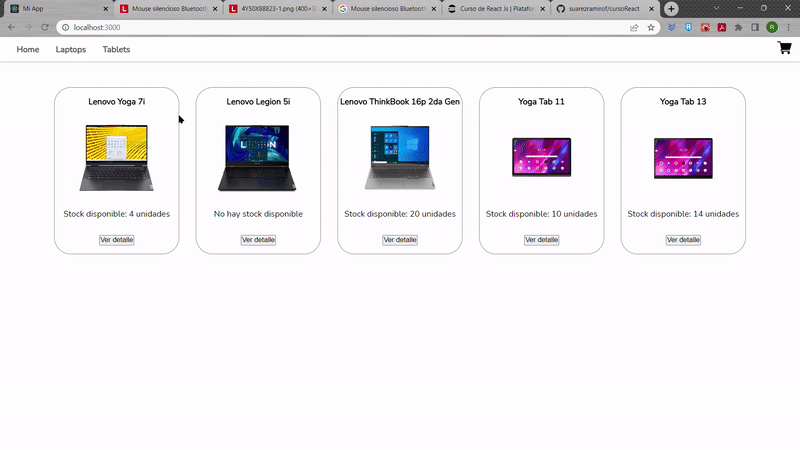 Mi App
Mouse silencioso Bluetooth
4Y50X88823-1.png (400×30
Mouse silencioso Bluetooth
Curso de React Js | Platafor
suarezramirof/cursoReact
localhost:3000
R
Home
Laptops
Tablets
Lenovo Yoga 7i
Lenovo Legion 5i
Lenovo ThinkBook 16p 2da Gen
Yoga Tab 11
Yoga Tab 13
Stock disponible: 4 unidades
No hay stock disponible
Stock disponible: 20 unidades
Stock disponible: 10 unidades
Stock disponible: 14 unidades
Ver detalle
Ver detalle
Ver detalle
Ver detalle
Ver detalle